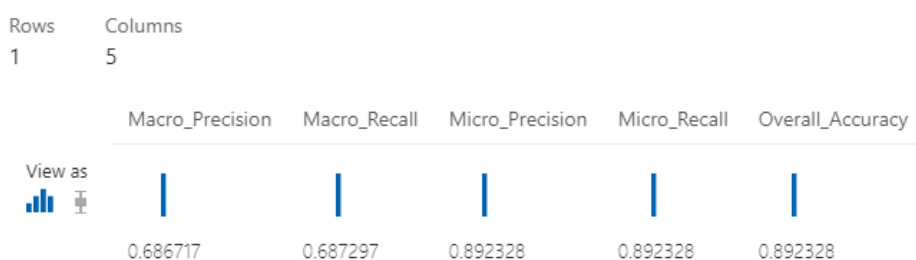 Rows Columns
1 5
Macro_Precision Macro_Recall Micro_Precision Micro_Recall Overall_Accuracy
View as
0.686717 0.687297 0.892328 0.892328 0.892328